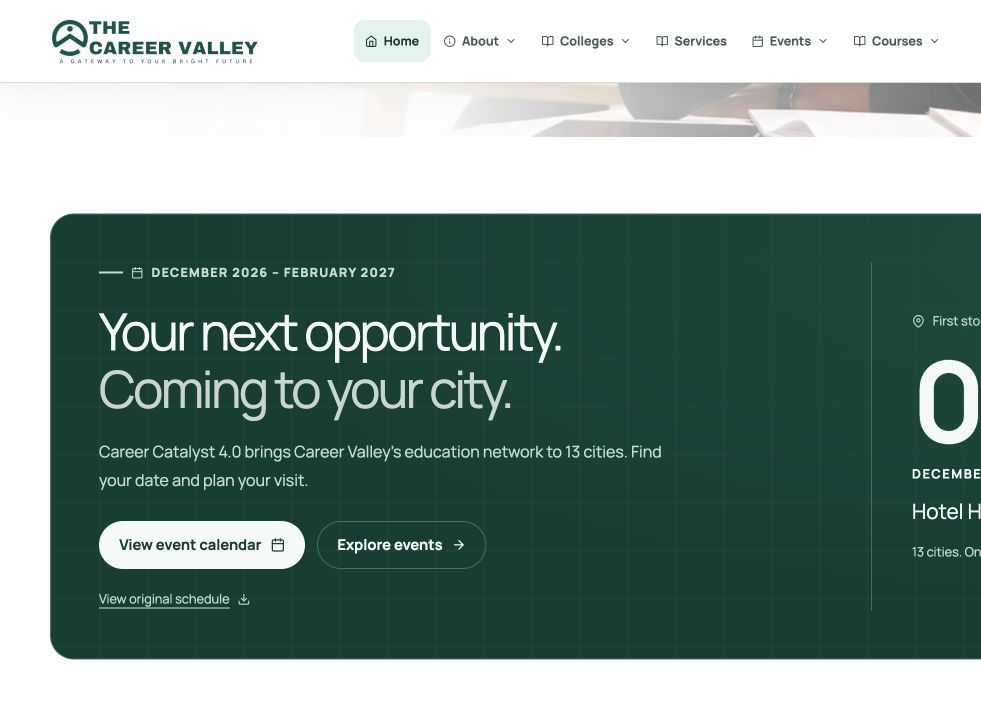 THE
CAREER VALLEY
A GATEWAY TO YOUR BRIGHT FUTURE
Home
About
Colleges
Services
Events
Courses
DECEMBER 2026 – FEBRUARY 2027
Your next opportunity.
Coming to your city.
Career Catalyst 4.0 brings Career Valley's education network to 13 cities. Find
your date and plan your visit.
View event calendar
Explore events
View original schedule
First sto
0
DECEMBE
Hotel H
13 cities. On